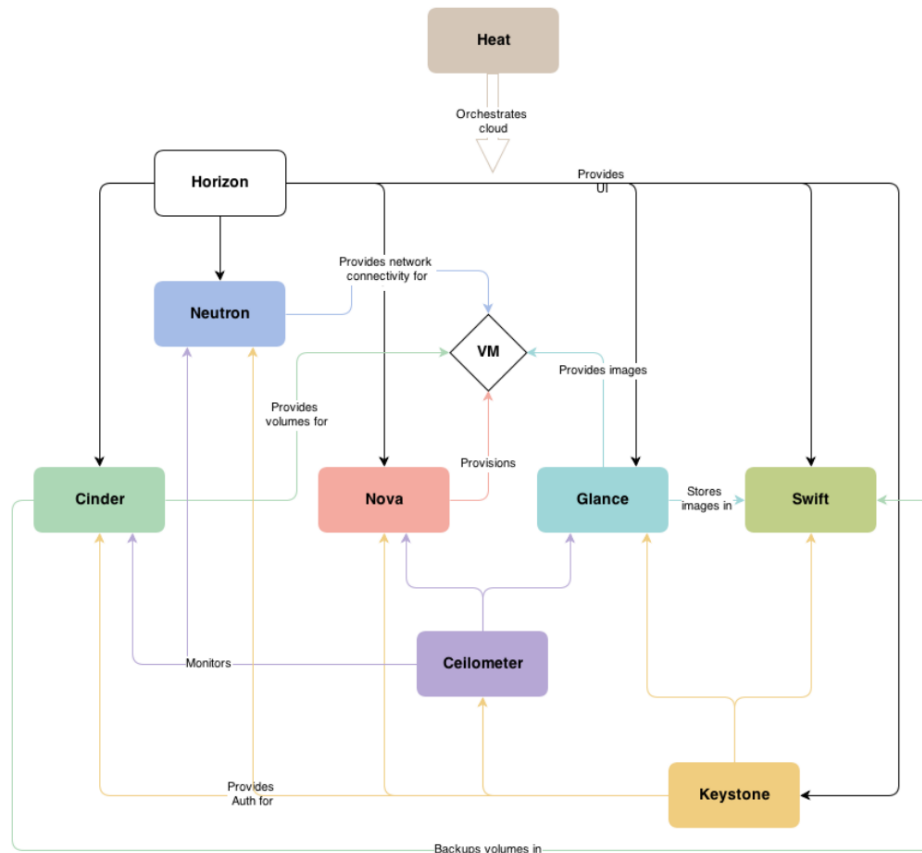 Heat
Orchestrates
cloud
Horizon
Provides
UI
Provides network
connectivity for
Neutron
VM
Provides images
Provides
volumes for
Provisions
Cinder
Nova
Glance
Stores
images in
Swift
Ceilometer
Monitors
Provides
Auth for
Keystone
Backups volumes in